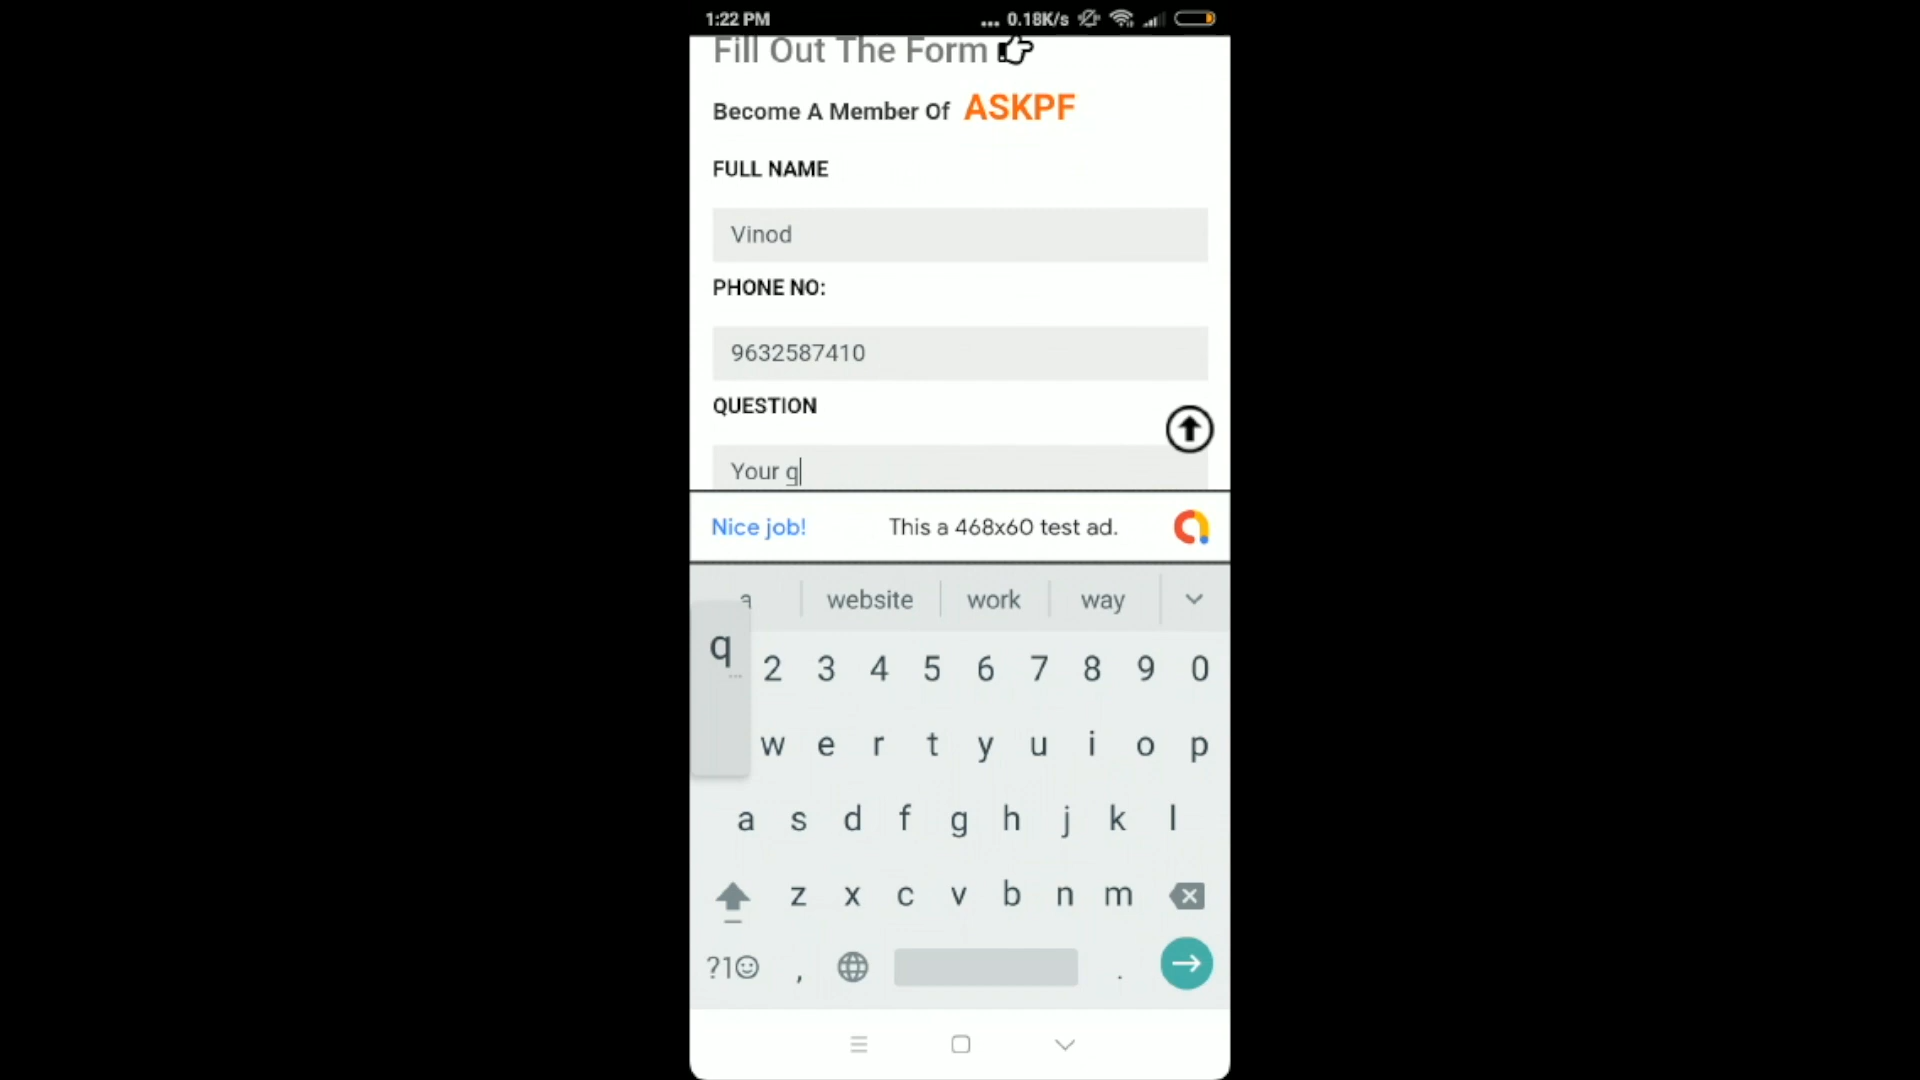 1:22 PM ... 0.18K/s
Fill Out The Form
Become A Member Of ASKPF
FULL NAME
Vinod
PHONE NO:
9632587410
QUESTION
Your q
Nice job! This a 468x60 test ad.
a website work way
q 2 3 4 5 6 7 8 9 0
w e r t y u i o p
a s d f g h j k l
z x c v b n m
?1☺ , .